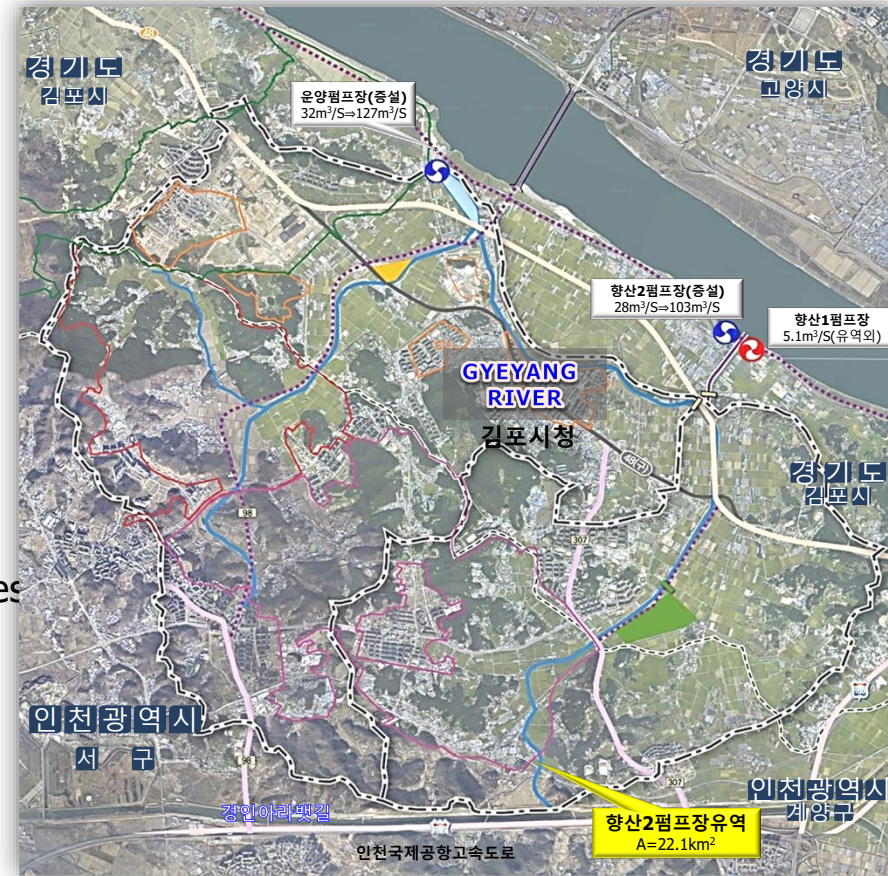 48
경기도
김포시
경기도
고양시
운양펌프장(증설)
32m³/S⇒127m³/S
향산2펌프장(증설)
28m³/S⇒103m³/S
향산1펌프장
5.1m³/S(유역외)
GYEYANG
RIVER
김포시청
48(구)
경기도
김포시
98
307
es
인천광역시
서 구
98
307
인천광역시
계양구
경인아라뱃길
향산2펌프장유역
A=22.1km²
인천국제공항고속도로